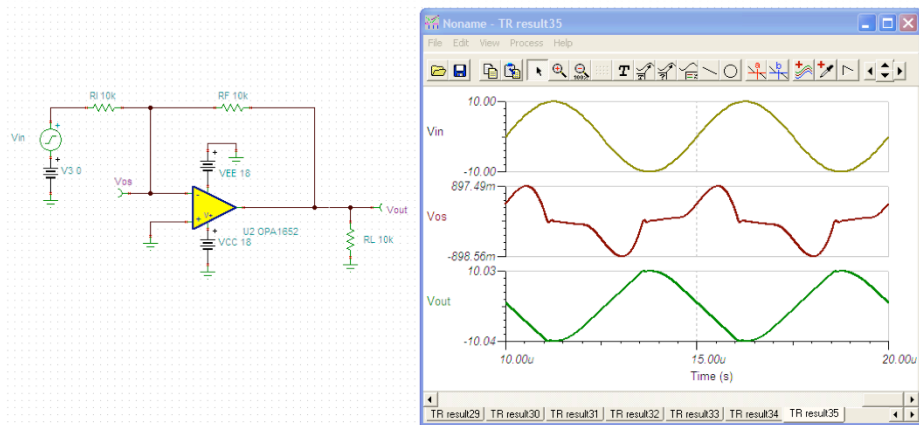 Noname - TR result35
File Edit View Process Help
RI 10k
RF 10k
Vin
V3 0
VEE 18
Vos
U2 OPA1652
VCC 18
Vout
RL 10k
- + V+
+ + + +
T
a b
10.00
Vin
-10.00
897.49m
Vos
-898.56m
10.03
Vout
-10.04
10.00u 15.00u 20.00u
Time (s)
TR result29 TR result30 TR result31 TR result32 TR result33 TR result34 TR result35